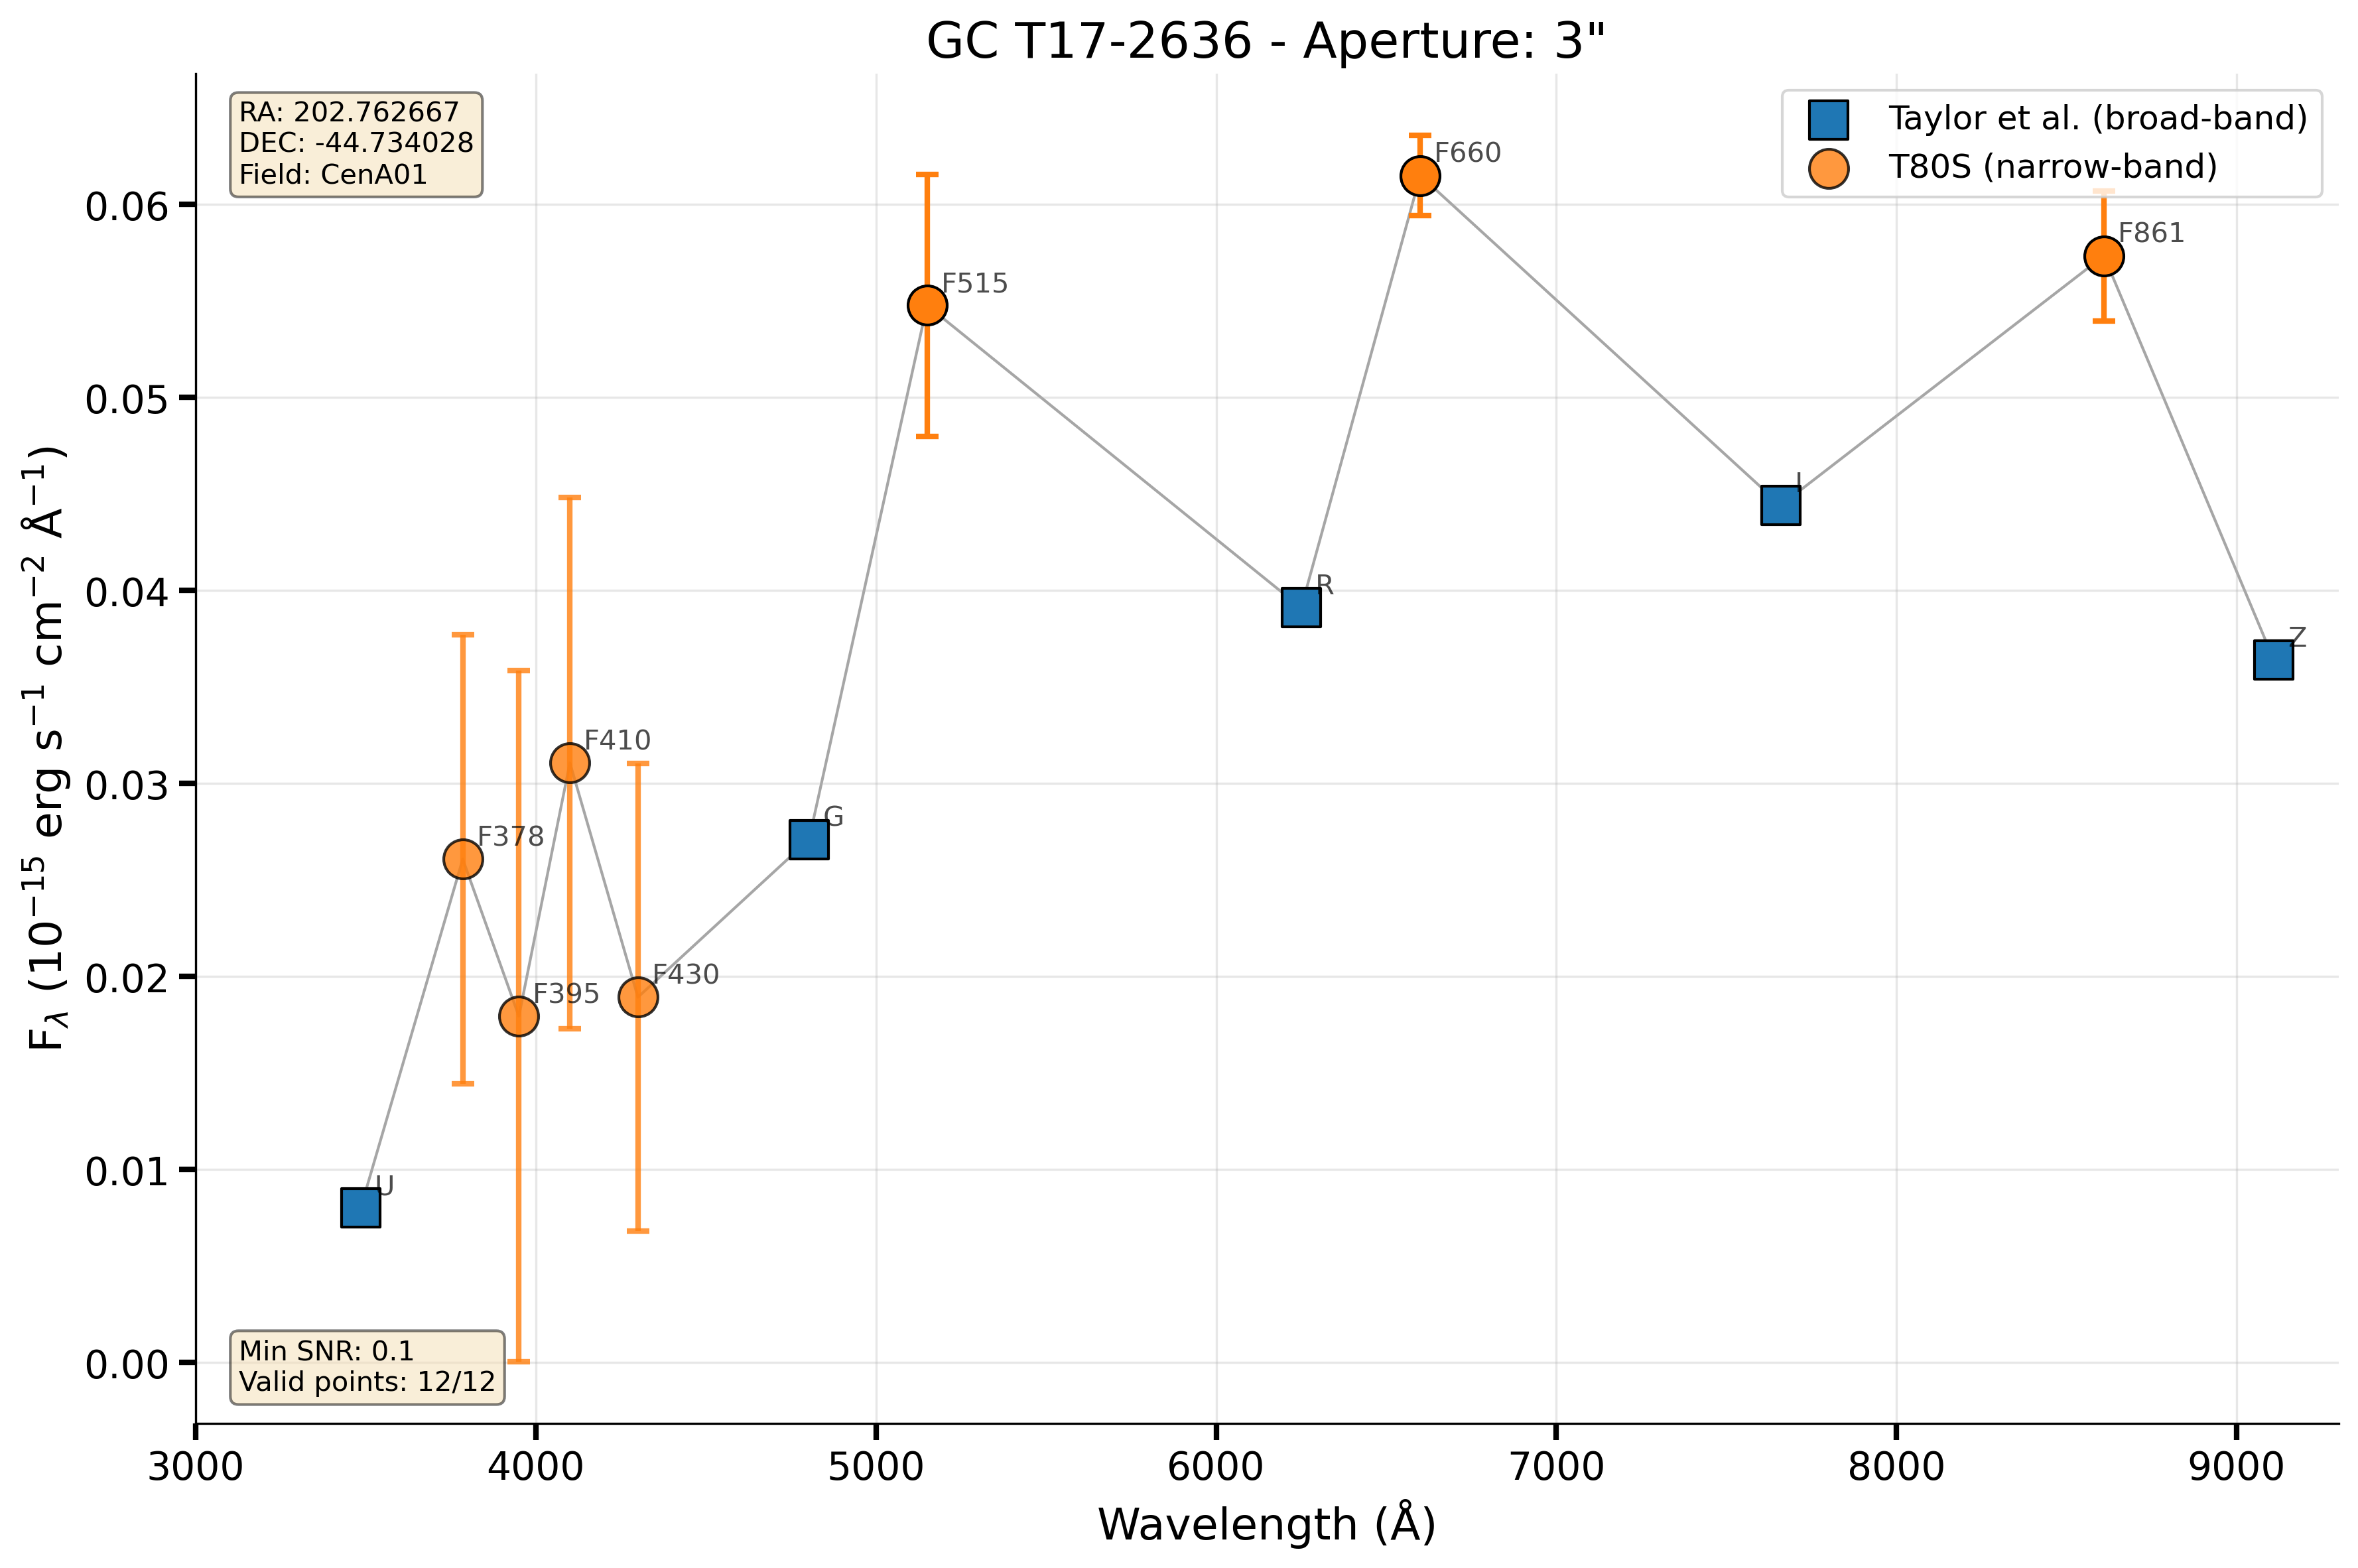 GC T17-2636 - Aperture: 3"
RA: 202.762667
DEC: -44.734028
Field: CenA01
Taylor et al. (broad-band)
T80S (narrow-band)
F660
F861
F515
I
R
Z
F410
G
F378
F430
F395
U
Min SNR: 0.1
Valid points: 12/12
0.06
0.05
0.04
0.03
0.02
0.01
0.00
F_λ (10⁻¹⁵ erg s⁻¹ cm⁻² Å⁻¹)
3000 4000 5000 6000 7000 8000 9000
Wavelength (Å)